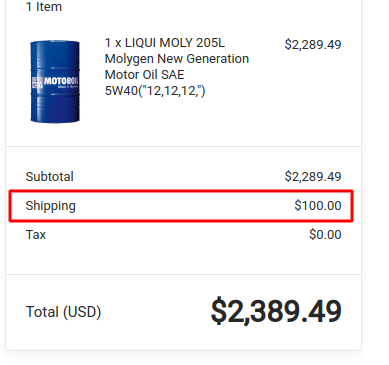 1 Item
1 x LIQUI MOLY 205L $2,289.49
Molygen New Generation
Motor Oil SAE
5W40("12,12,12,")
MOTOROIL
Subtotal $2,289.49
Shipping $100.00
Tax $0.00
Total (USD) $2,389.49